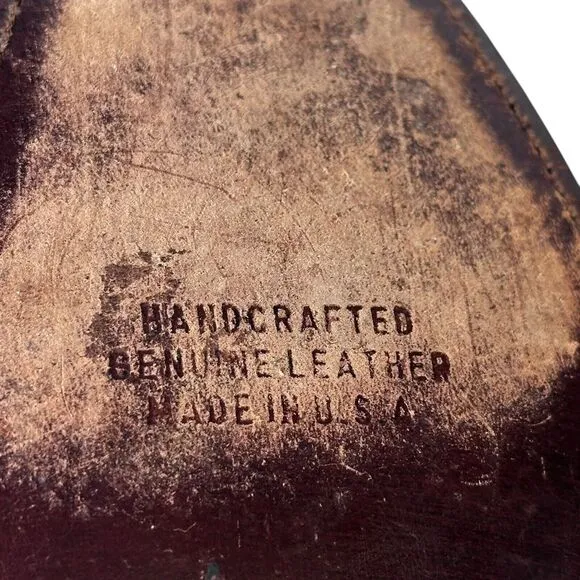 HANDCRAFTED
GENUINE LEATHER
MADE IN U.S.A